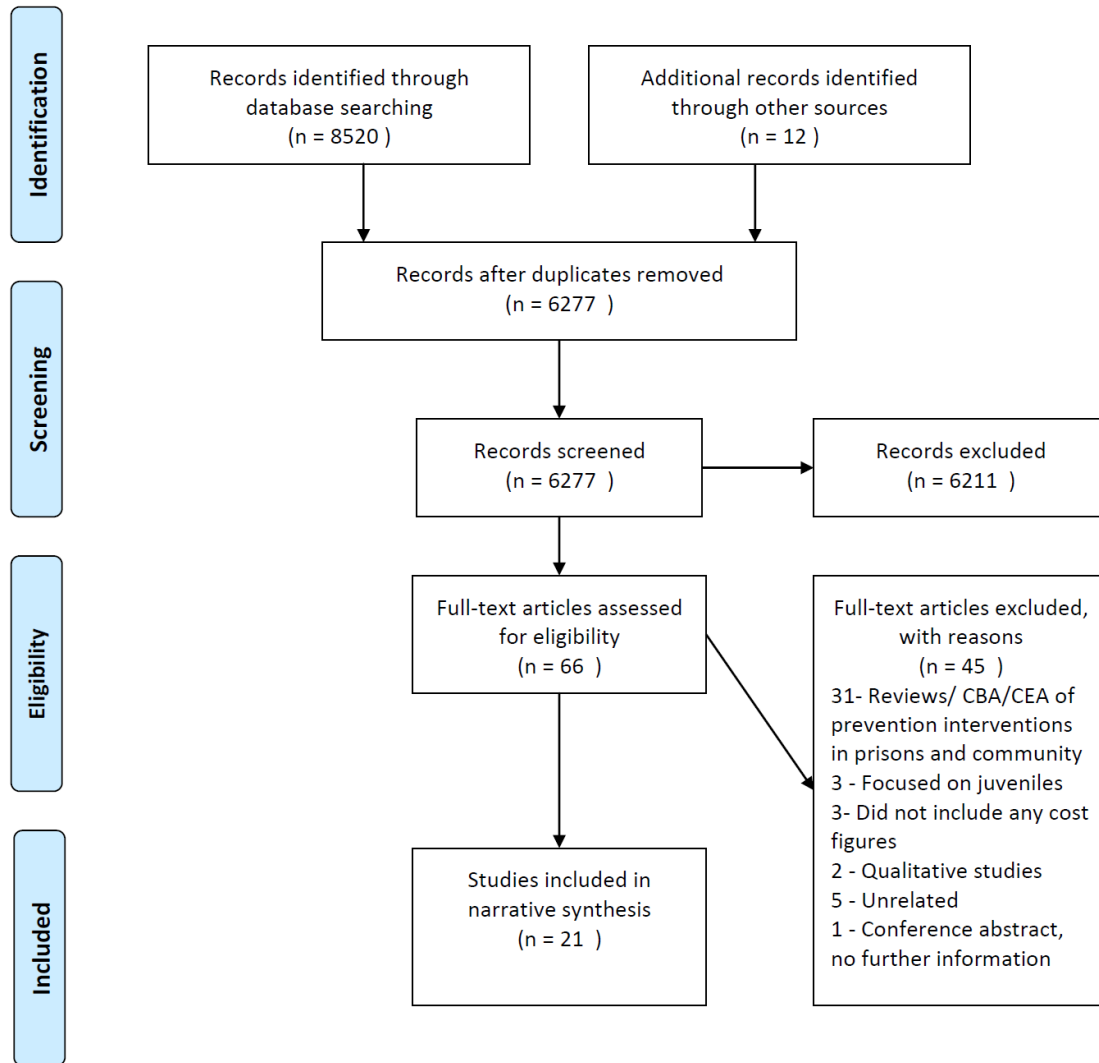 Identification
Records identified through
database searching
(n = 8520 )
Additional records identified
through other sources
(n = 12 )
Records after duplicates removed
(n = 6277 )
Screening
Records screened
(n = 6277 )
Records excluded
(n = 6211 )
Eligibility
Full-text articles assessed
for eligibility
(n = 66 )
Full-text articles excluded,
with reasons
(n = 45 )
31- Reviews/ CBA/CEA of
prevention interventions
in prisons and community
3 - Focused on juveniles
3- Did not include any cost
figures
2 - Qualitative studies
5 - Unrelated
1 - Conference abstract,
no further information
Included
Studies included in
narrative synthesis
(n = 21 )